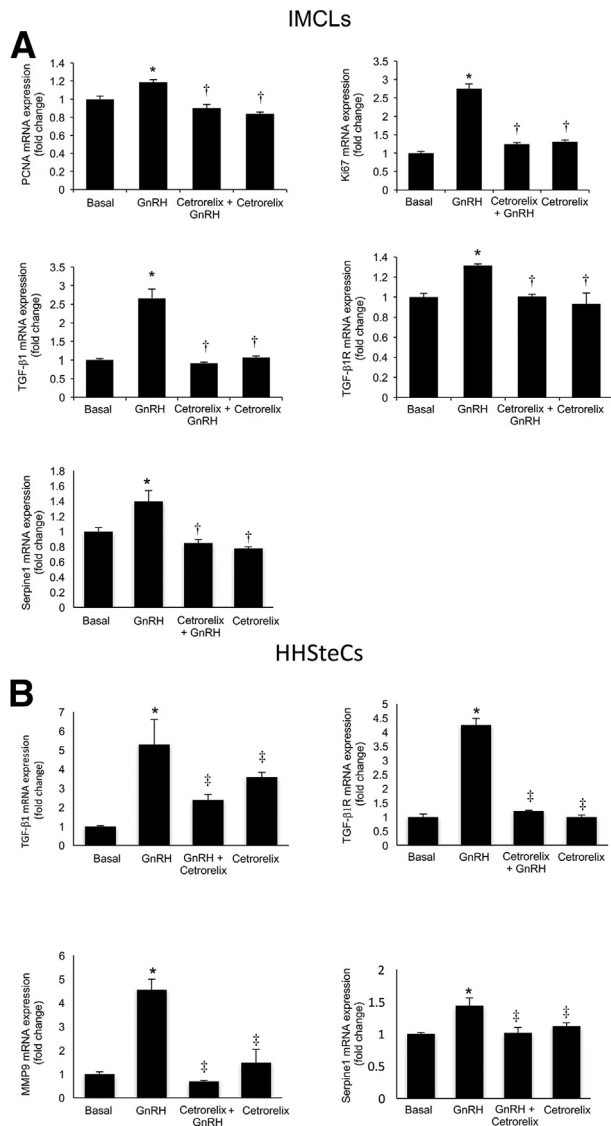 IMCLs
A
PCNA mRNA expression
(fold change)
1.4
1.2
1
0.8
0.6
0.4
0.2
0
*
†
†
Basal
GnRH
Cetrorelix +
GnRH
Cetrorelix
Ki67 mRNA expression
(fold change)
3.5
3
2.5
2
1.5
1
0.5
0
*
†
†
Basal
GnRH
Cetrorelix
+ GnRH
Cetrorelix
TGF-β1 mRNA expression
(fold change)
3.5
3
2.5
2
1.5
1
0.5
0
*
†
†
Basal
GnRH
Cetrorelix +
GnRH
Cetrorelix
TGF-β1R mRNA expression
(fold change)
1.6
1.4
1.2
1
0.8
0.6
0.4
0.2
0
*
†
†
Basal
GnRH
Cetrorelix +
GnRH
Cetrorelix
Serpine1 mRNA experssion
(fold change)
1.8
1.6
1.4
1.2
1
0.8
0.6
0.4
0.2
0
*
†
†
Basal
GnRH
Cetrorelix
+ GnRH
Cetrorelix
HHSteCs
B
TGF-β1 mRNA expression
(fold change)
7
6
5
4
3
2
1
0
*
‡
‡
Basal
GnRH
GnRH +
Cetrorelix
Cetrorelix
TGF-β1R mRNA expression
(fold change)
5
4.5
4
3.5
3
2.5
2
1.5
1
0.5
0
*
‡
‡
Basal
GnRH
Cetrorelix
+ GnRH
Cetrorelix
MMP9 mRNA expression
(fold change)
6
5
4
3
2
1
0
*
‡
‡
Basal
GnRH
Cetrorelix +
GnRH
Cetrorelix
Serpine1 mRNA expression
(fold change)
2
1.5
1
0.5
0
*
‡
‡
Basal
GnRH
GnRH +
Cetrorelix
Cetrorelix